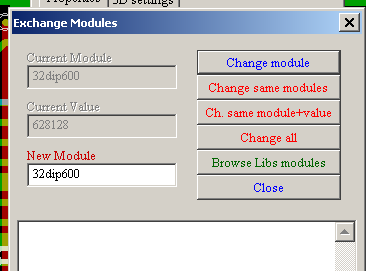 Properties 3D settings
Exchange Modules
Current Module
32dip600
Current Value
628128
New Module
32dip600
Change module
Change same modules
Ch. same module+value
Change all
Browse Libs modules
Close